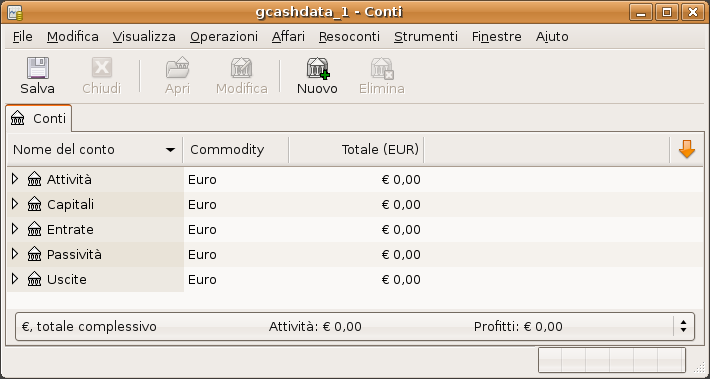 gcashdata_1 - Conti
File Modifica Visualizza Operazioni Affari Resoconti Strumenti Finestre Aiuto
Salva Chiudi Apri Modifica Nuovo Elimina
Conti
Nome del conto Commodity Totale (EUR)
Attività Euro € 0,00
Capitali Euro € 0,00
Entrate Euro € 0,00
Passività Euro € 0,00
Uscite Euro € 0,00
€, totale complessivo Attività: € 0,00 Profitti: € 0,00